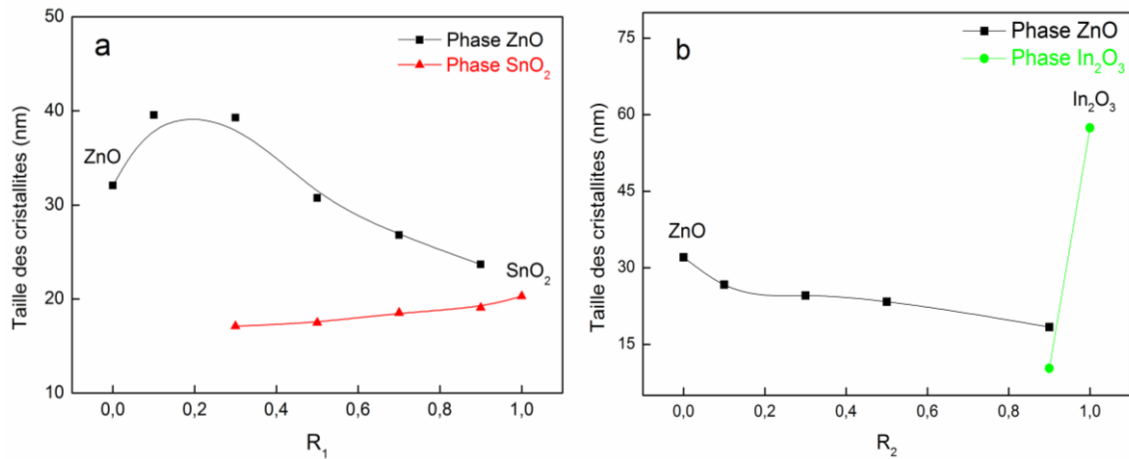 a
Phase ZnO
Phase SnO₂
Taille des cristallites (nm)
50
40
30
20
10
ZnO
SnO₂
0,0 0,2 0,4 0,6 0,8 1,0
R₁
b
Phase ZnO
Phase In₂O₃
Taille des cristallites (nm)
75
60
45
30
15
In₂O₃
ZnO
0,0 0,2 0,4 0,6 0,8 1,0
R₂